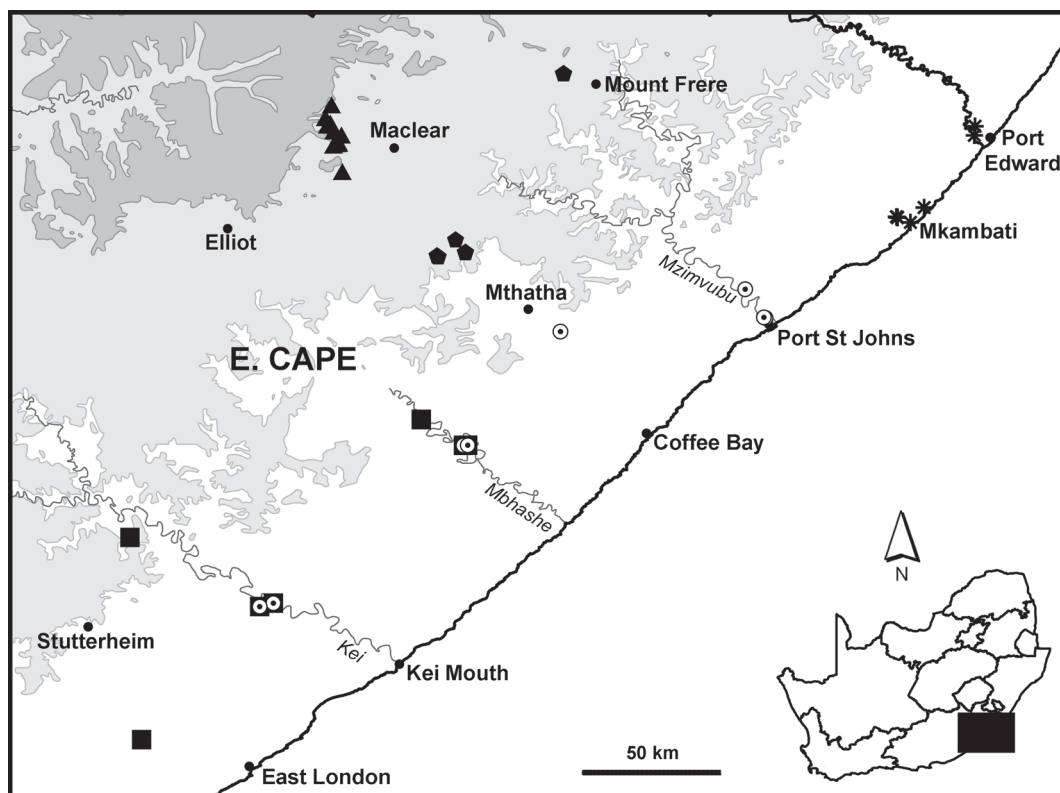 Mount Frere
Maclear
Port
Edward
Elliot
Mkambati
Mzimvubu
Mthatha
Port St Johns
E. CAPE
Coffee Bay
Mbhashe
N
Stutterheim
Kei
Kei Mouth
50 km
East London